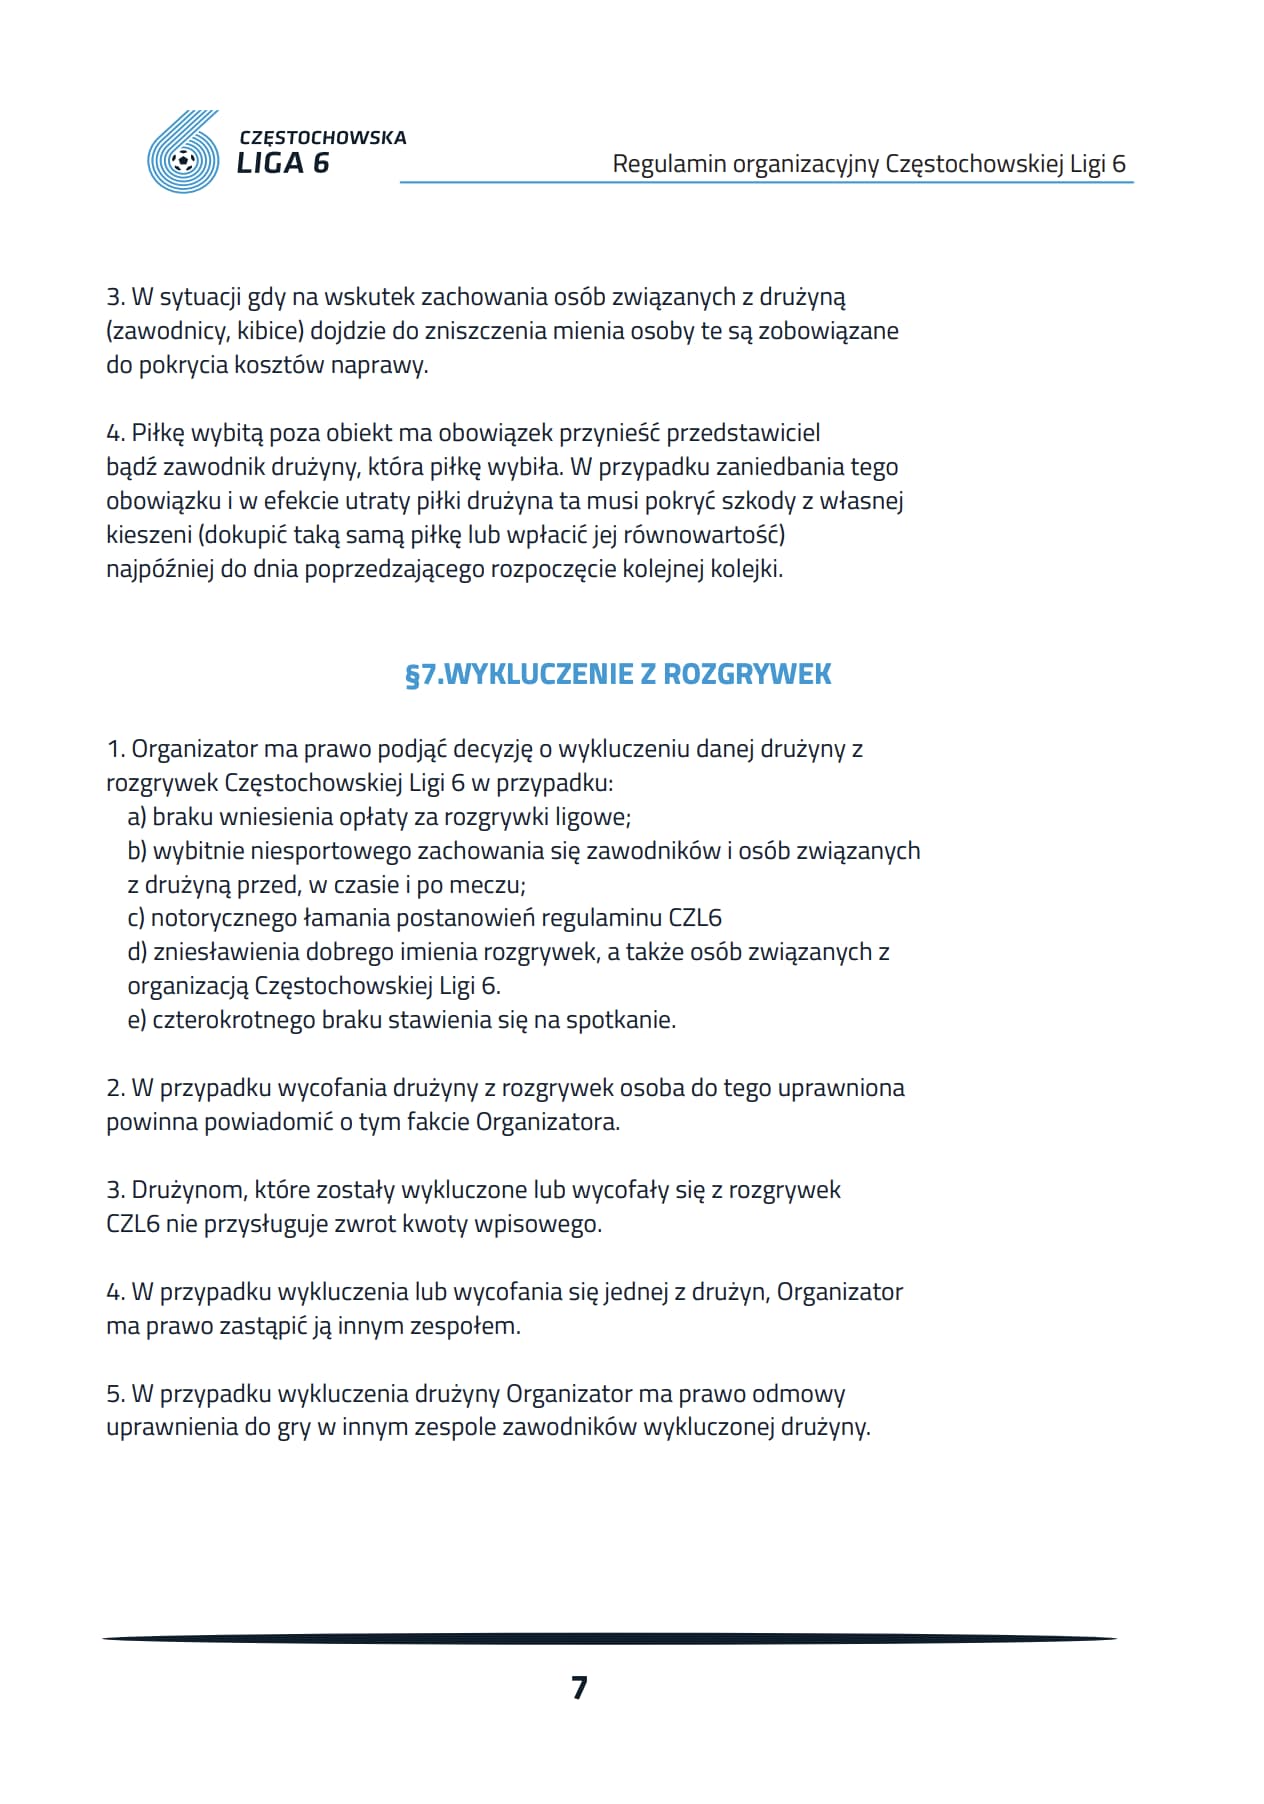 CZĘSTOCHOWSKA
LIGA 6
Regulamin organizacyjny Częstochowskiej Ligi 6
3. W sytuacji gdy na wskutek zachowania osób związanych z drużyną
(zawodnicy, kibice) dojdzie do zniszczenia mienia osoby te są zobowiązane
do pokrycia kosztów naprawy.
4. Piłkę wybitą poza obiekt ma obowiązek przynieść przedstawiciel
bądź zawodnik drużyny, która piłkę wybiła. W przypadku zaniedbania tego
obowiązku i w efekcie utraty piłki drużyna ta musi pokryć szkody z własnej
kieszeni (dokupić taką samą piłkę lub wpłacić jej równowartość)
najpóźniej do dnia poprzedzającego rozpoczęcie kolejnej kolejki.
§7.WYKLUCZENIE Z ROZGRYWEK
1. Organizator ma prawo podjąć decyzję o wykluczeniu danej drużyny z
rozgrywek Częstochowskiej Ligi 6 w przypadku:
a) braku wniesienia opłaty za rozgrywki ligowe;
b) wybitnie niesportowego zachowania się zawodników i osób związanych
z drużyną przed, w czasie i po meczu;
c) notorycznego łamania postanowień regulaminu CZL6
d) zniesławienia dobrego imienia rozgrywek, a także osób związanych z
organizacją Częstochowskiej Ligi 6.
e) czterokrotnego braku stawienia się na spotkanie.
2. W przypadku wycofania drużyny z rozgrywek osoba do tego uprawniona
powinna powiadomić o tym fakcie Organizatora.
3. Drużynom, które zostały wykluczone lub wycofały się z rozgrywek
CZL6 nie przysługuje zwrot kwoty wpisowego.
4. W przypadku wykluczenia lub wycofania się jednej z drużyn, Organizator
ma prawo zastąpić ją innym zespołem.
5. W przypadku wykluczenia drużyny Organizator ma prawo odmowy
uprawnienia do gry w innym zespole zawodników wykluczonej drużyny.
7